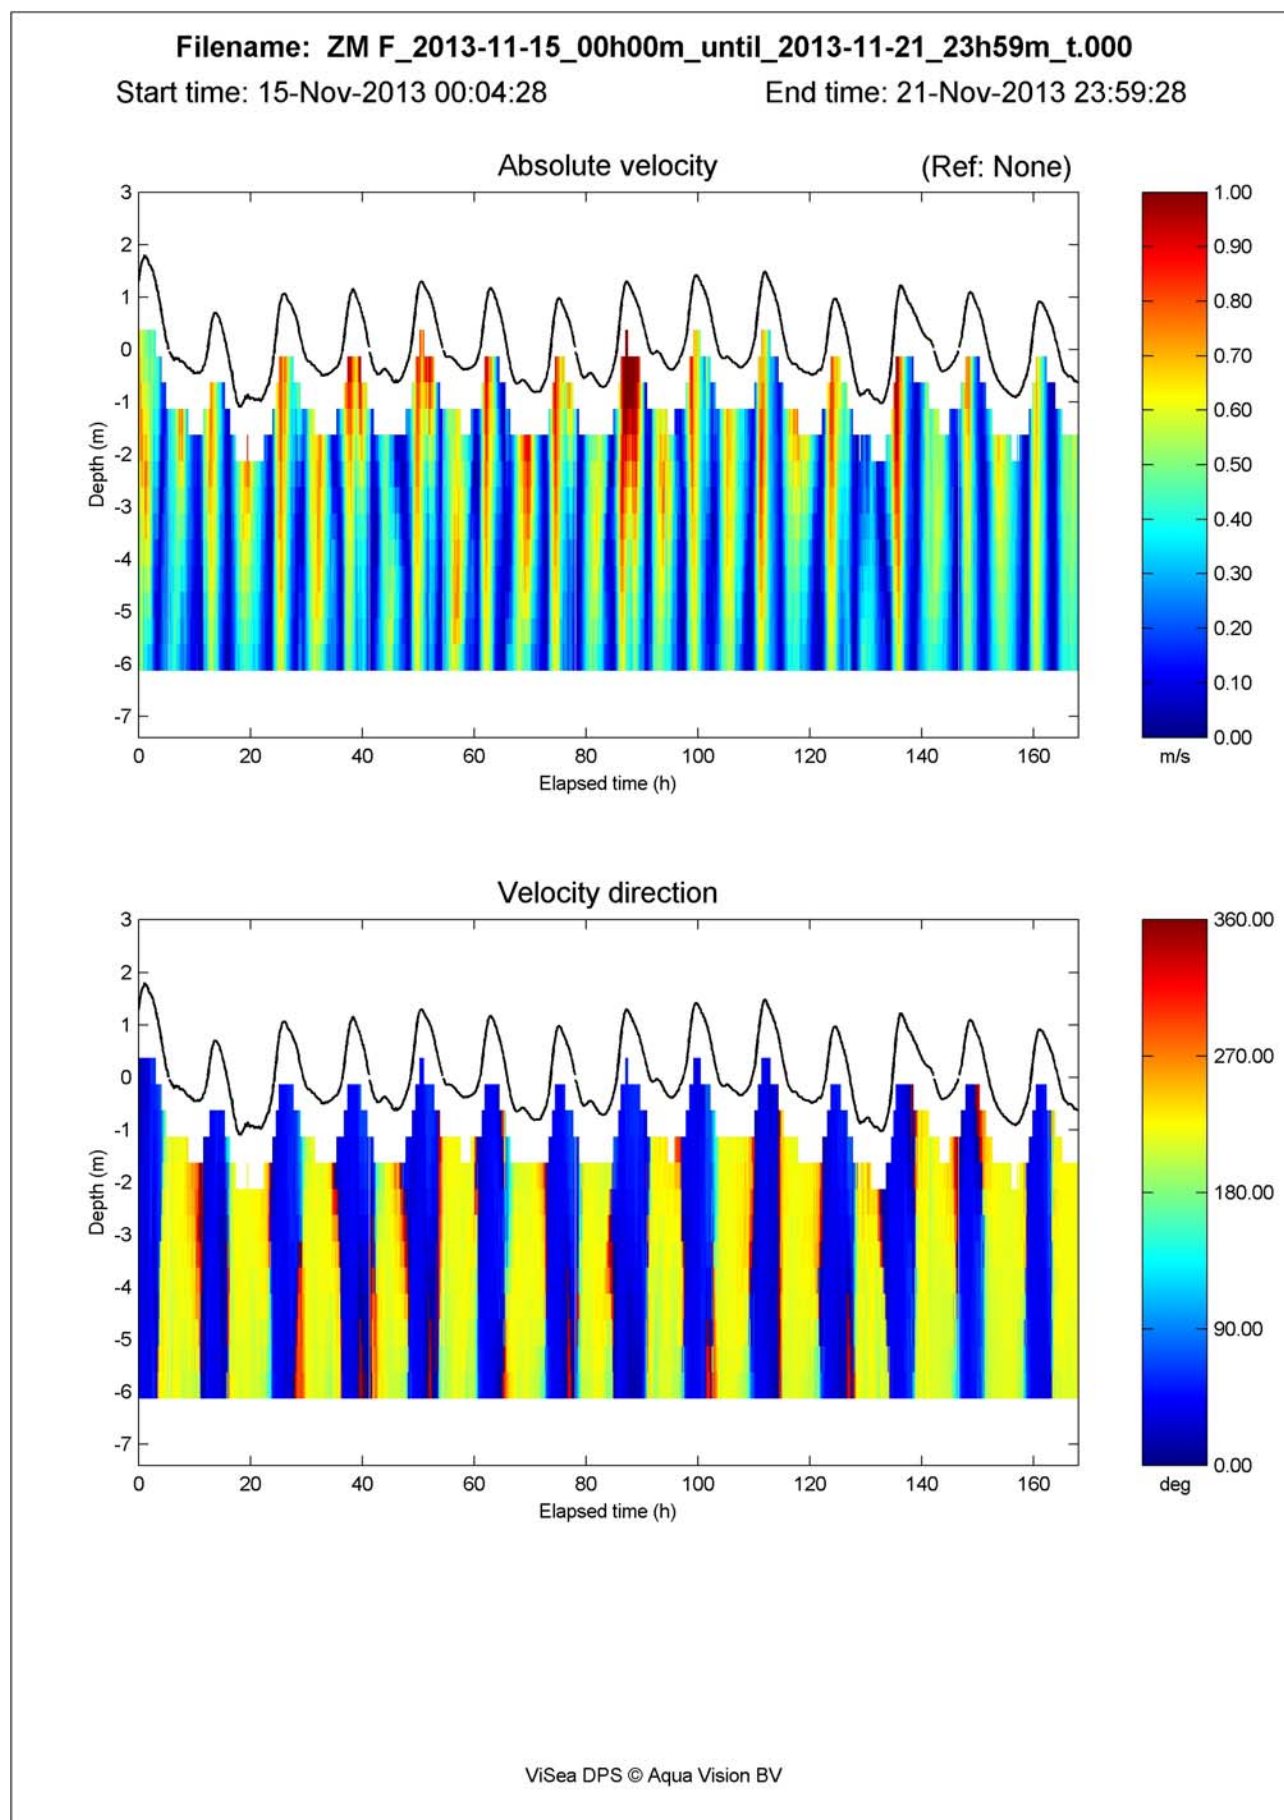 Filename: ZM F_2013-11-15_00h00m_until_2013-11-21_23h59m_t.000
Start time: 15-Nov-2013 00:04:28 End time: 21-Nov-2013 23:59:28
Absolute velocity (Ref: None)
3
2
1
0
-1
-2
-3
-4
-5
-6
-7
Depth (m)
0 20 40 60 80 100 120 140 160
Elapsed time (h)
1.00
0.90
0.80
0.70
0.60
0.50
0.40
0.30
0.20
0.10
0.00
m/s
Velocity direction
3
2
1
0
-1
-2
-3
-4
-5
-6
-7
Depth (m)
0 20 40 60 80 100 120 140 160
Elapsed time (h)
360.00
270.00
180.00
90.00
0.00
deg
ViSea DPS © Aqua Vision BV